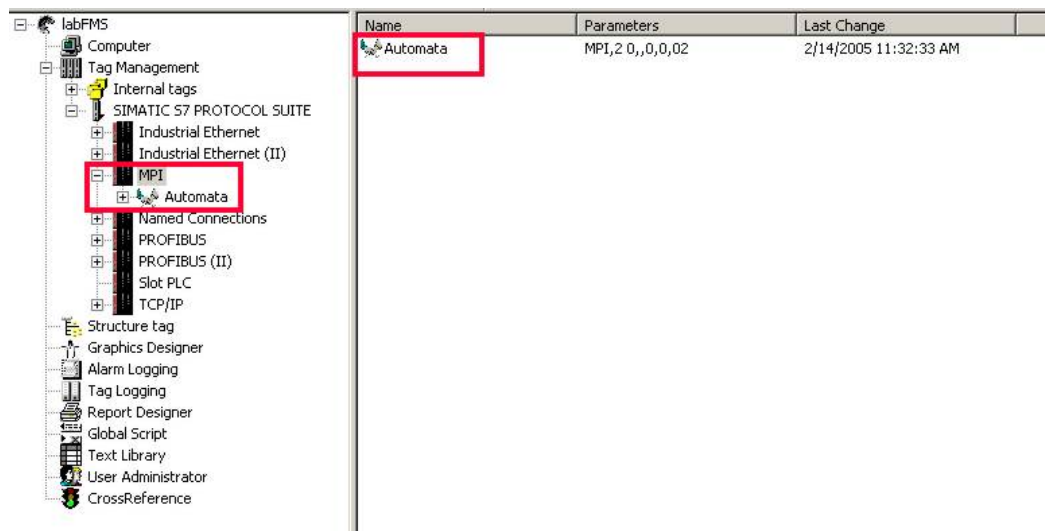 labFMS
Computer
Tag Management
Internal tags
SIMATIC S7 PROTOCOL SUITE
Industrial Ethernet
Industrial Ethernet (II)
MPI
Automata
Named Connections
PROFIBUS
PROFIBUS (II)
Slot PLC
TCP/IP
Structure tag
Graphics Designer
Alarm Logging
Tag Logging
Report Designer
Global Script
Text Library
User Administrator
CrossReference
Name Parameters Last Change
Automata MPI,2 0,,0,0,02 2/14/2005 11:32:33 AM